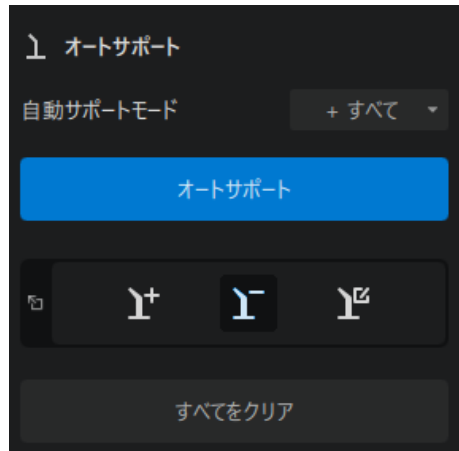 オートサポート
自動サポートモード
+ すべて
オートサポート
すべてをクリア